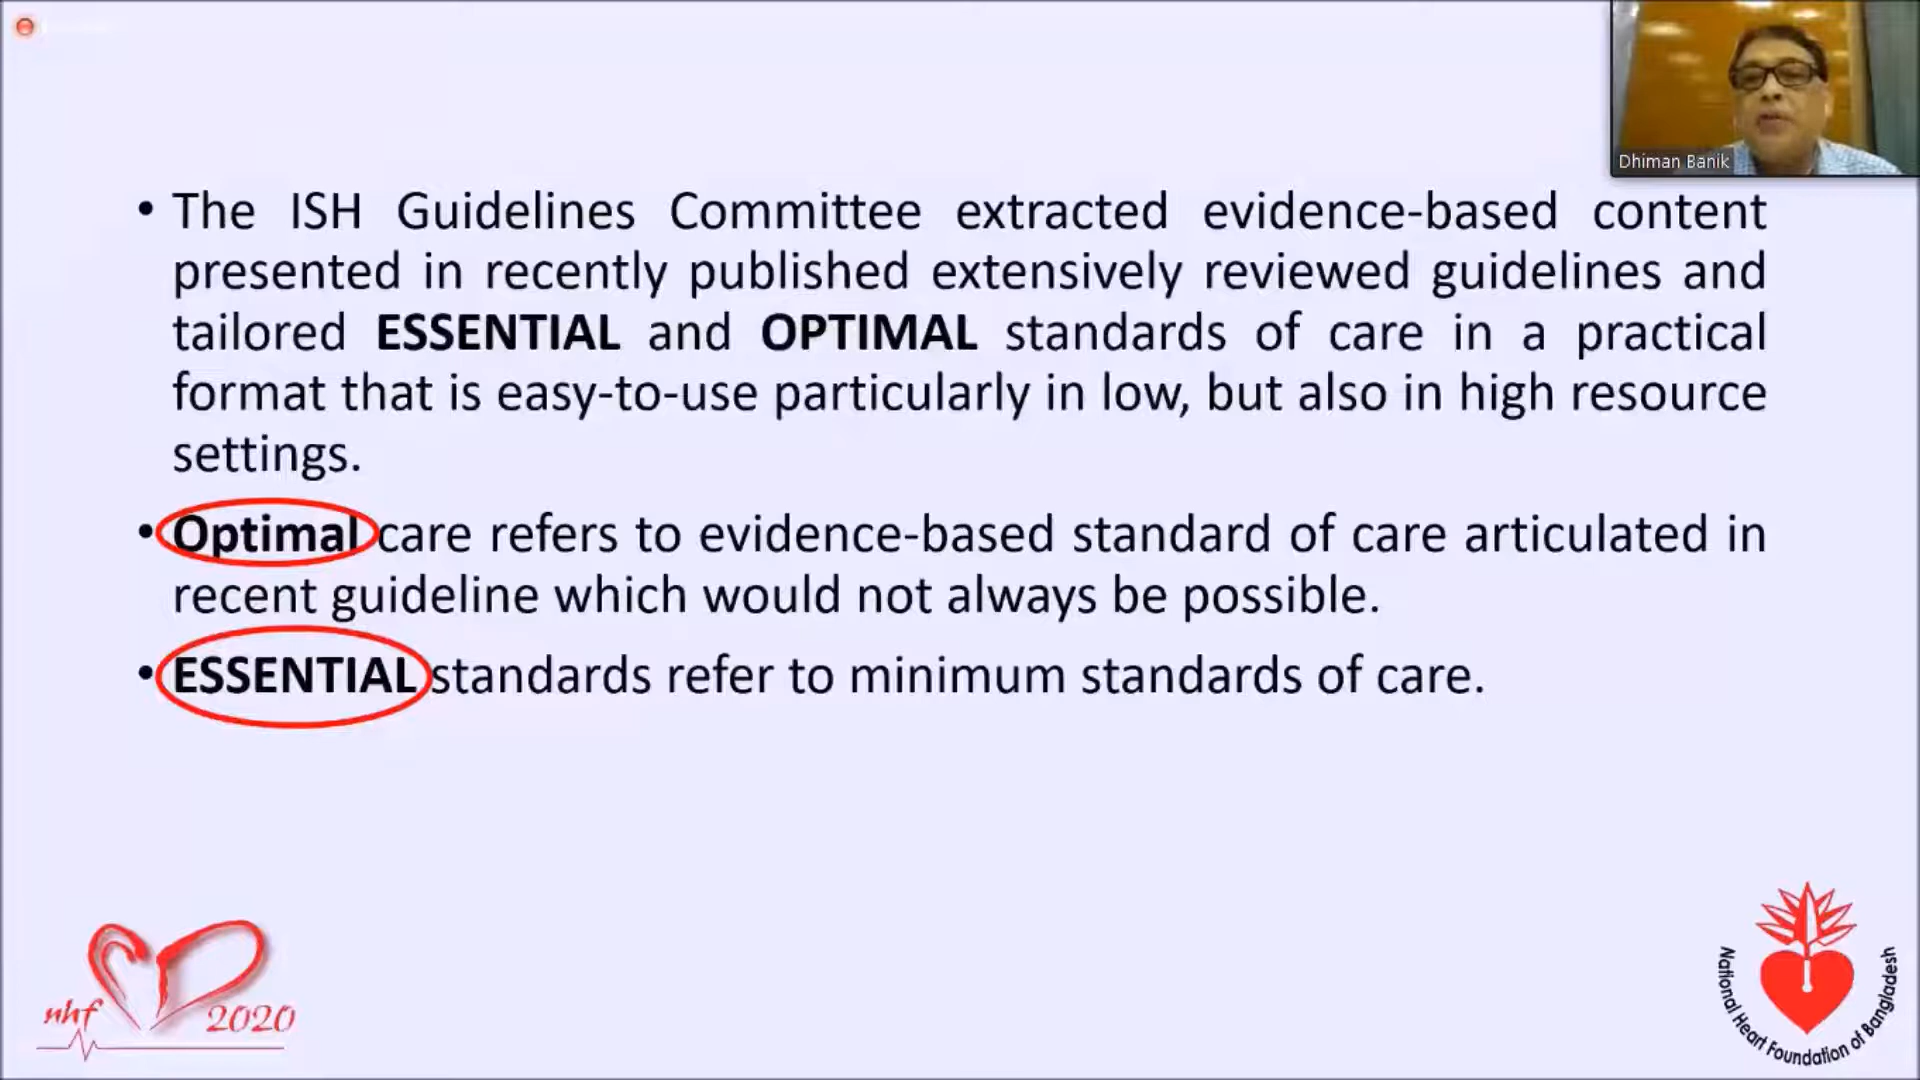 Dhiman Banik
• The ISH Guidelines Committee extracted evidence-based content
presented in recently published extensively reviewed guidelines and
tailored ESSENTIAL and OPTIMAL standards of care in a practical
format that is easy-to-use particularly in low, but also in high resource
settings.
• Optimal care refers to evidence-based standard of care articulated in
recent guideline which would not always be possible.
• ESSENTIAL standards refer to minimum standards of care.
nhf 2020
National Heart Foundation of Bangladesh